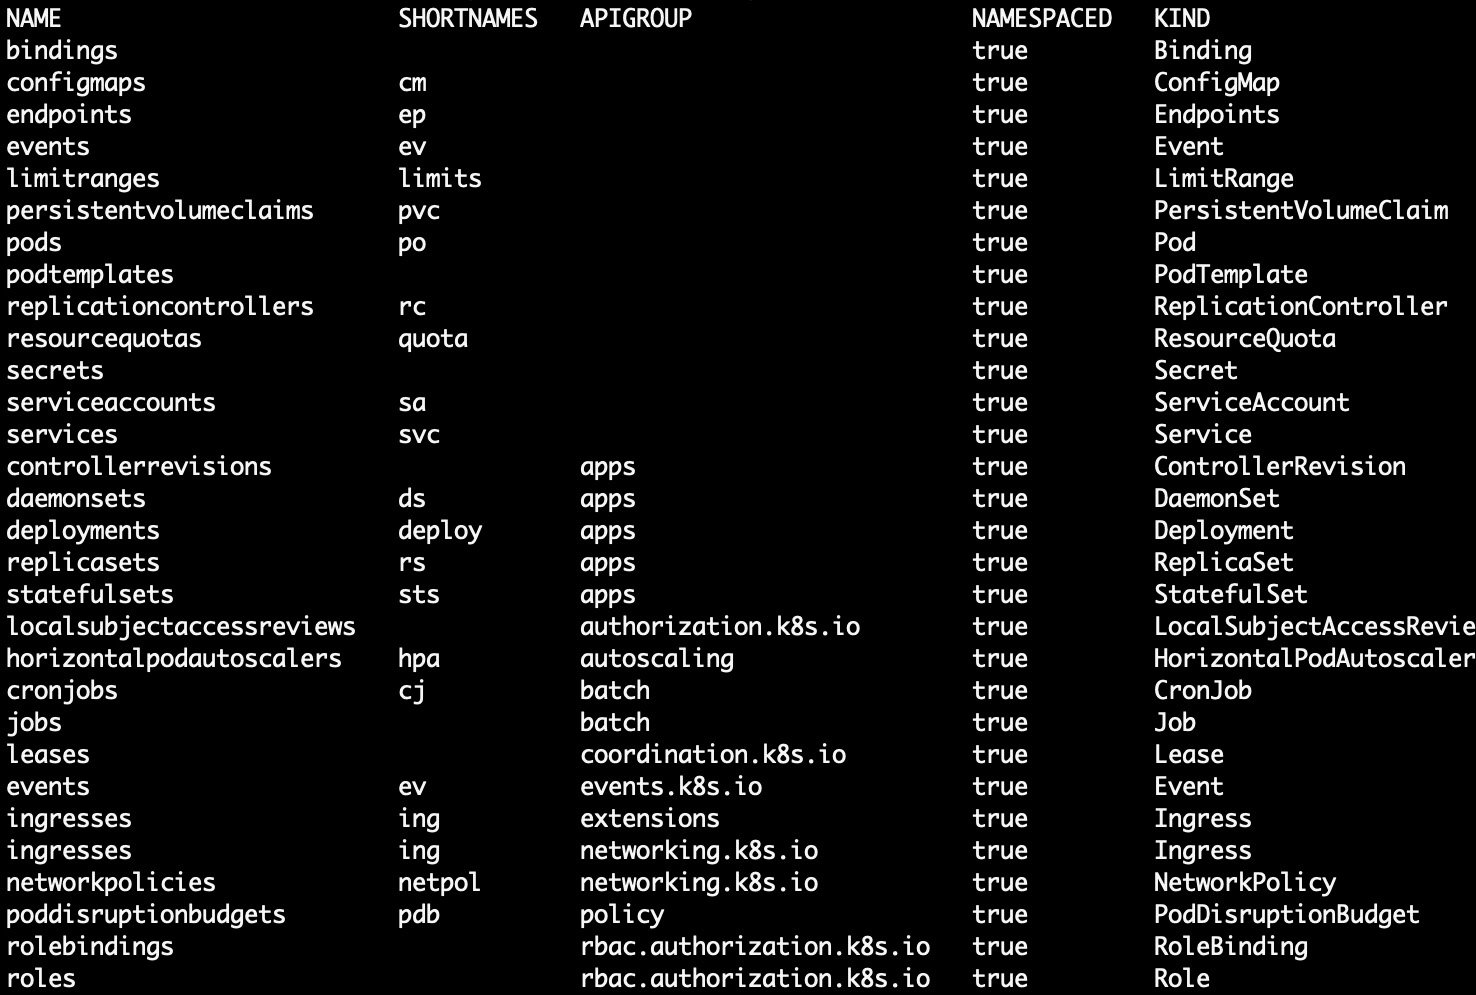 NAME SHORTNAMES APIGROUP NAMESPACED KIND
bindings true Binding
configmaps cm true ConfigMap
endpoints ep true Endpoints
events ev true Event
limitranges limits true LimitRange
persistentvolumeclaims pvc true PersistentVolumeClaim
pods po true Pod
podtemplates true PodTemplate
replicationcontrollers rc true ReplicationController
resourcequotas quota true ResourceQuota
secrets true Secret
serviceaccounts sa true ServiceAccount
services svc true Service
controllerrevisions apps true ControllerRevision
daemonsets ds apps true DaemonSet
deployments deploy apps true Deployment
replicasets rs apps true ReplicaSet
statefulsets sts apps true StatefulSet
localsubjectaccessreviews authorization.k8s.io true LocalSubjectAccessRevie
horizontalpodautoscalers hpa autoscaling true HorizontalPodAutoscaler
cronjobs cj batch true CronJob
jobs batch true Job
leases coordination.k8s.io true Lease
events ev events.k8s.io true Event
ingresses ing extensions true Ingress
ingresses ing networking.k8s.io true Ingress
networkpolicies netpol networking.k8s.io true NetworkPolicy
poddisruptionbudgets pdb policy true PodDisruptionBudget
rolebindings rbac.authorization.k8s.io true RoleBinding
roles rbac.authorization.k8s.io true Role